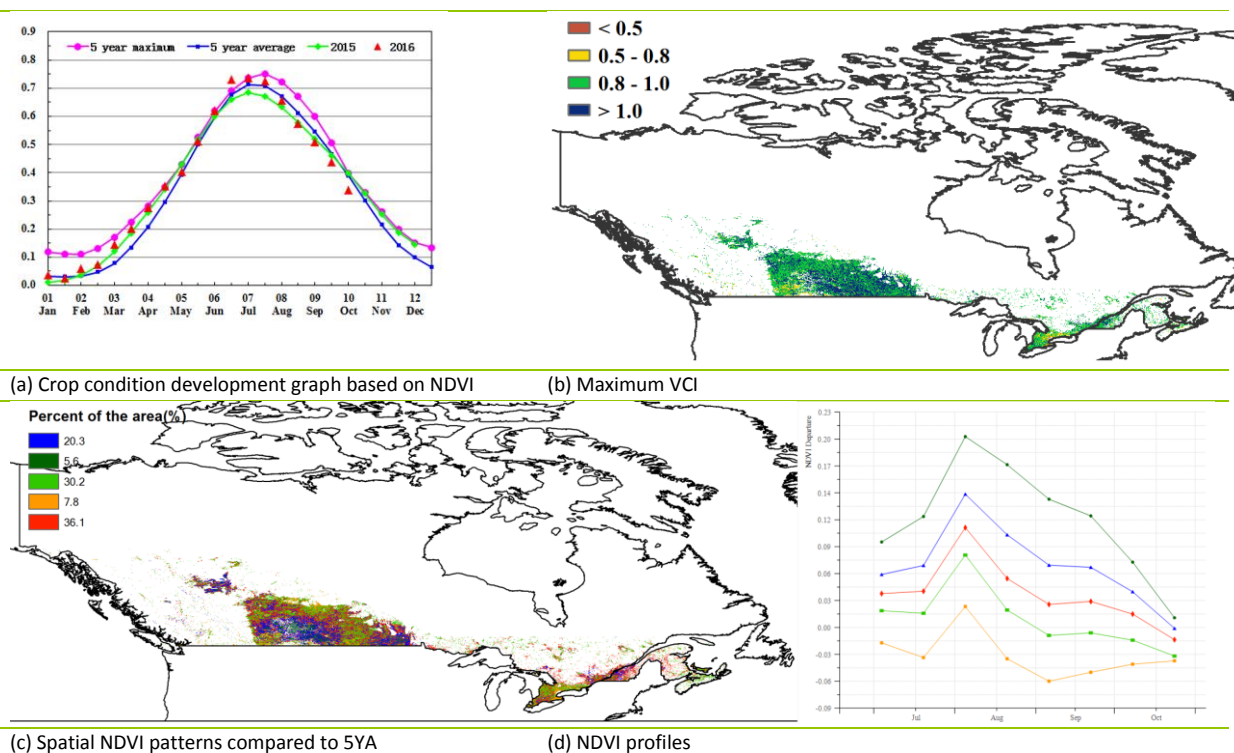 0.9
0.8
0.7
0.6
0.5
0.4
0.3
0.2
0.1
0.0
5 year maximum 5 year average 2015 2016
01 02 03 04 05 06 07 08 09 10 11 12
Jan Feb Mar Apr May Jun Jul Aug Sep Oct Nov Dec
< 0.5
0.5 - 0.8
0.8 - 1.0
> 1.0
(a) Crop condition development graph based on NDVI
(b) Maximum VCI
Percent of the area(%)
20.3
5.6
30.2
7.8
36.1
NDVI Departure
0.23
0.20
0.17
0.14
0.12
0.09
0.06
0.03
0.00
-0.03
-0.06
-0.09
Jul Aug Sep Oct
(c) Spatial NDVI patterns compared to 5YA
(d) NDVI profiles